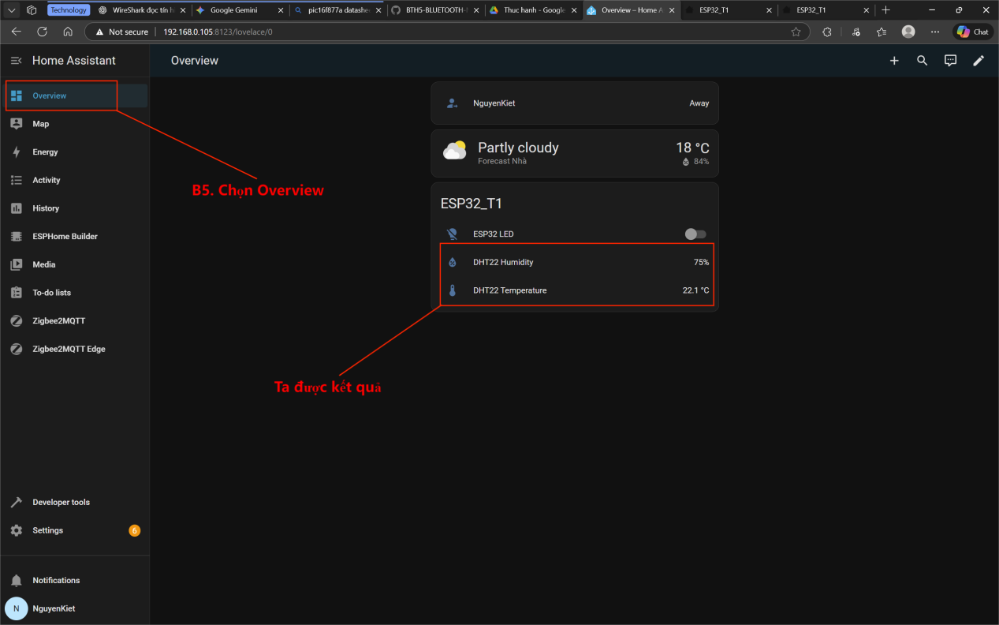 Technology
WireShark đọc tín h
Google Gemini
pic16f877a datashe
BTH5-BLUETOOTH-
Thuc hanh - Google
Overview – Home A
ESP32_T1
ESP32_T1
Not secure
192.168.0.105:8123/lovelace/0
Chat
Home Assistant
Overview
Overview
Map
Energy
Activity
History
ESPHome Builder
Media
To-do lists
Zigbee2MQTT
Zigbee2MQTT Edge
Developer tools
Settings
6
Notifications
N
NguyenKiet
NguyenKiet
Away
Partly cloudy
18 °C
Forecast Nhà
84%
B5. Chọn Overview
ESP32_T1
ESP32 LED
DHT22 Humidity
75%
DHT22 Temperature
22.1 °C
Ta được kết quả